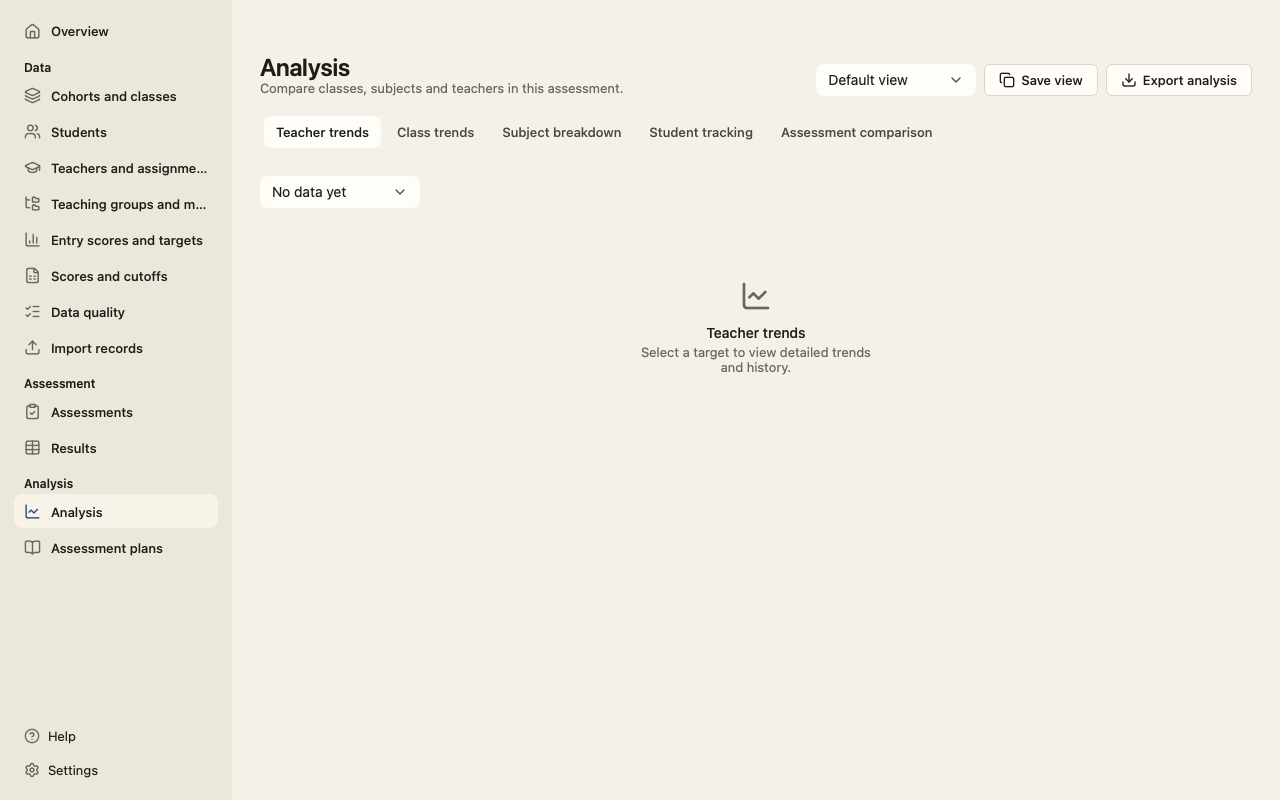 Overview
Data
Cohorts and classes
Students
Teachers and assignme...
Teaching groups and m...
Entry scores and targets
Scores and cutoffs
Data quality
Import records
Assessment
Assessments
Results
Analysis
Analysis
Assessment plans
Help
Settings
Analysis
Compare classes, subjects and teachers in this assessment.
Default view
Save view
Export analysis
Teacher trends
Class trends
Subject breakdown
Student tracking
Assessment comparison
No data yet
Teacher trends
Select a target to view detailed trends
and history.